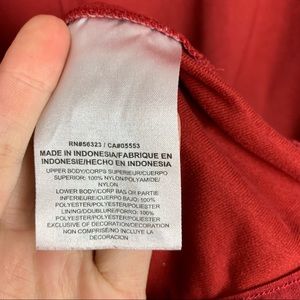 RN#56323 / CA#05553
MADE IN INDONESIA/FABRIQUE EN
INDONESIE/HECHO EN INDONESIA
UPPER BODY/CORPS SUPERIEUR/CUERPO
SUPERIOR: 100% NYLON/POLYAMIDE/
NYLON
LOWER BODY/CORP BAS OR PARTIE
INFERIEURE/CUERPO BAJO: 100%
POLYESTER/POLYESTER/POLIESTER
LINING/DOUBLURE/FORRO: 100%
POLYESTER/POLYESTER/POLIESTER
EXCLUSIVE OF DECORATION/DECORATION
NON COMPRIS/NO INCLUYE LA
DECORACION